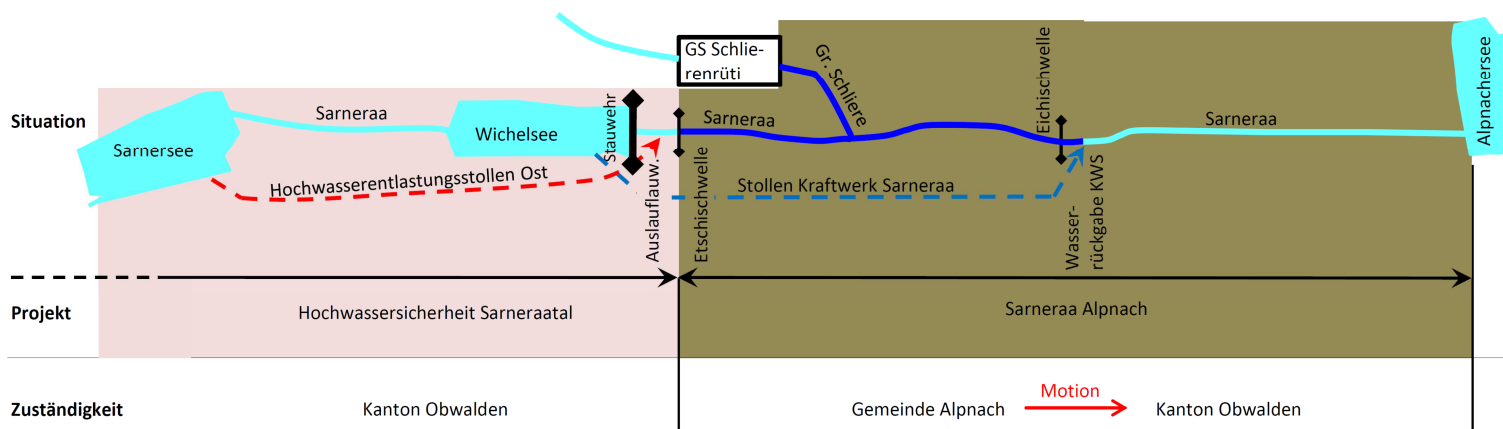 GS Schlie-
renrüti
Gr. Schliere
Situation
Sarnersee
Sarneraa
Wichelsee
Stauwehr
Sarneraa
Eichischwelle
Sarneraa
Alpnachersee
Hochwasserentlastungsstollen Ost
Auslauflauw.
Etschischwelle
Stollen Kraftwerk Sarneraa
Wasser-
rückgabe KWS
Projekt
Hochwassersicherheit Sarneraatal
Sarneraa Alpnach
Zuständigkeit
Kanton Obwalden
Gemeinde Alpnach
Motion
Kanton Obwalden